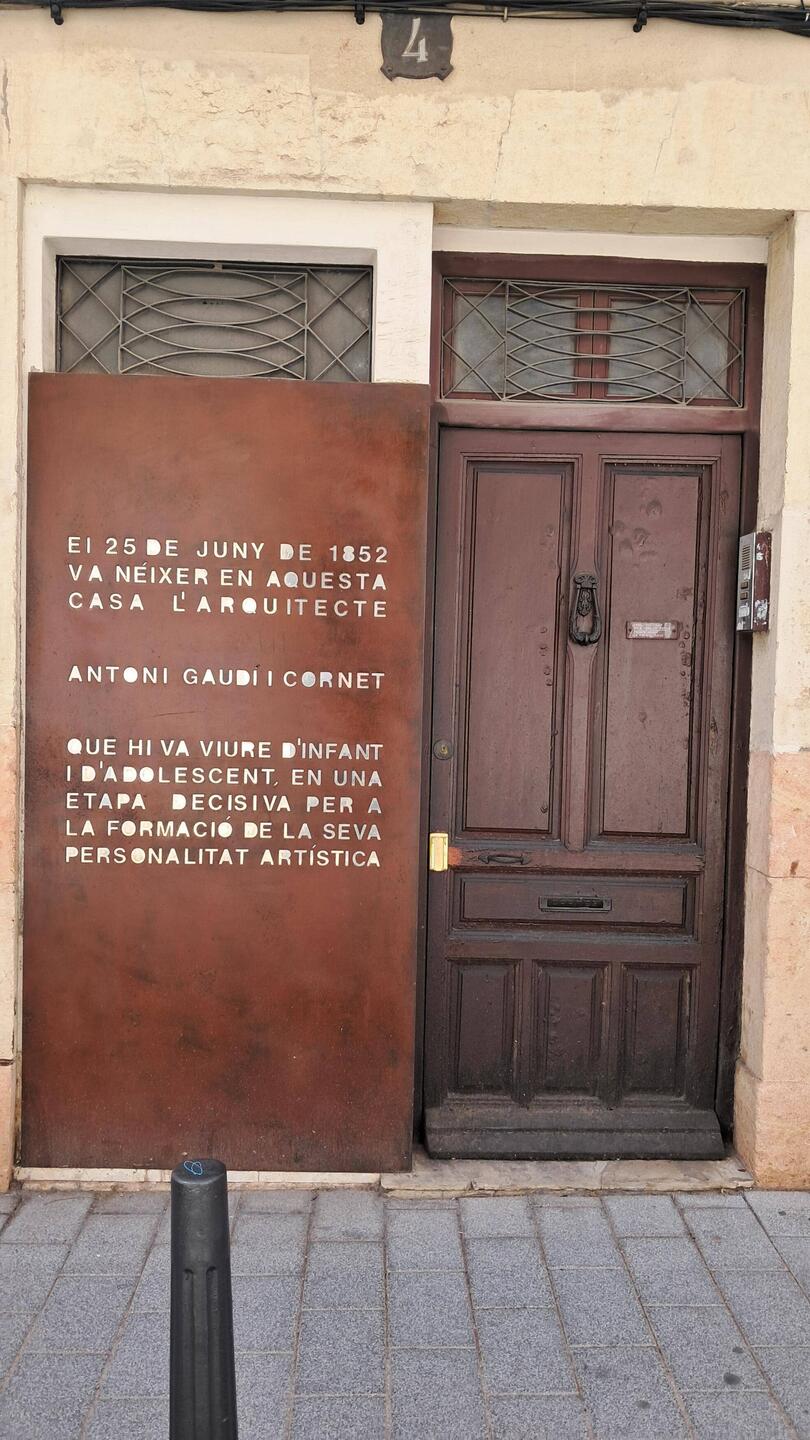 4
El 25 DE JUNY DE 1852
VA NÉIXER EN AQUESTA
CASA L'ARQUITECTE
ANTONI GAUDÍ I CORNET
QUE HI VA VIURE D'INFANT
I D'ADOLESCENT, EN UNA
ETAPA DECISIVA PER A
LA FORMACIÓ DE LA SEVA
PERSONALITAT ARTÍSTICA